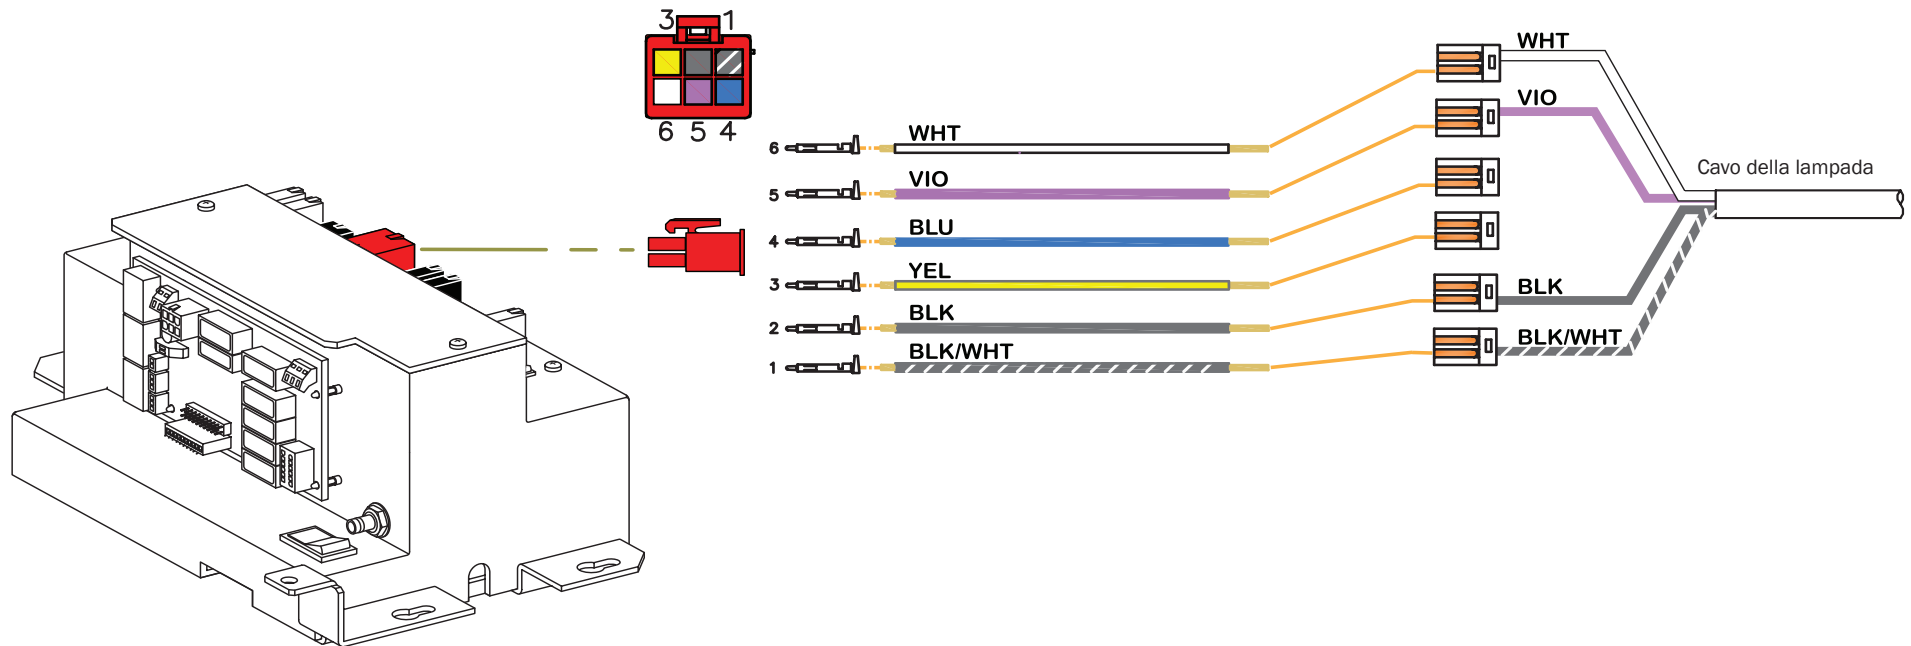 3 1
6 5 4
WHT
VIO
Cavo della lampada
6 WHT
5 VIO
4 BLU
3 YEL
2 BLK
1 BLK/WHT
BLK
BLK/WHT